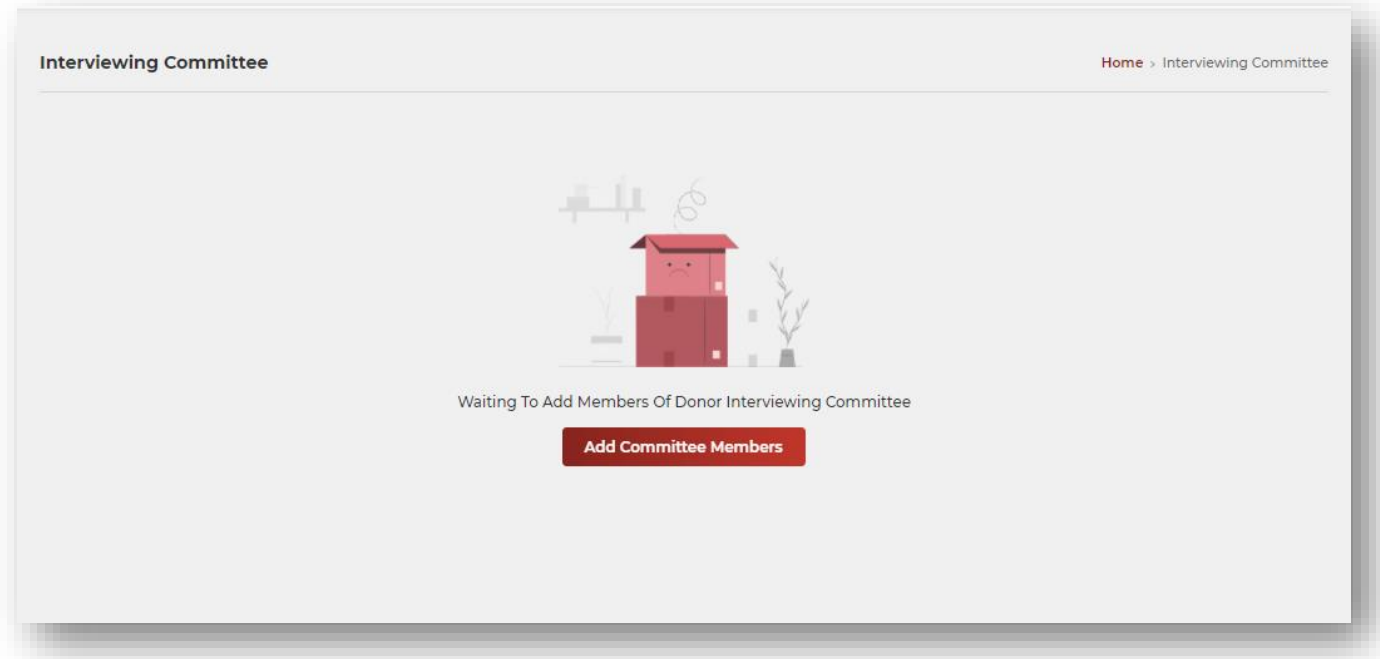 Interviewing Committee
Home > Interviewing Committee
Waiting To Add Members Of Donor Interviewing Committee
Add Committee Members